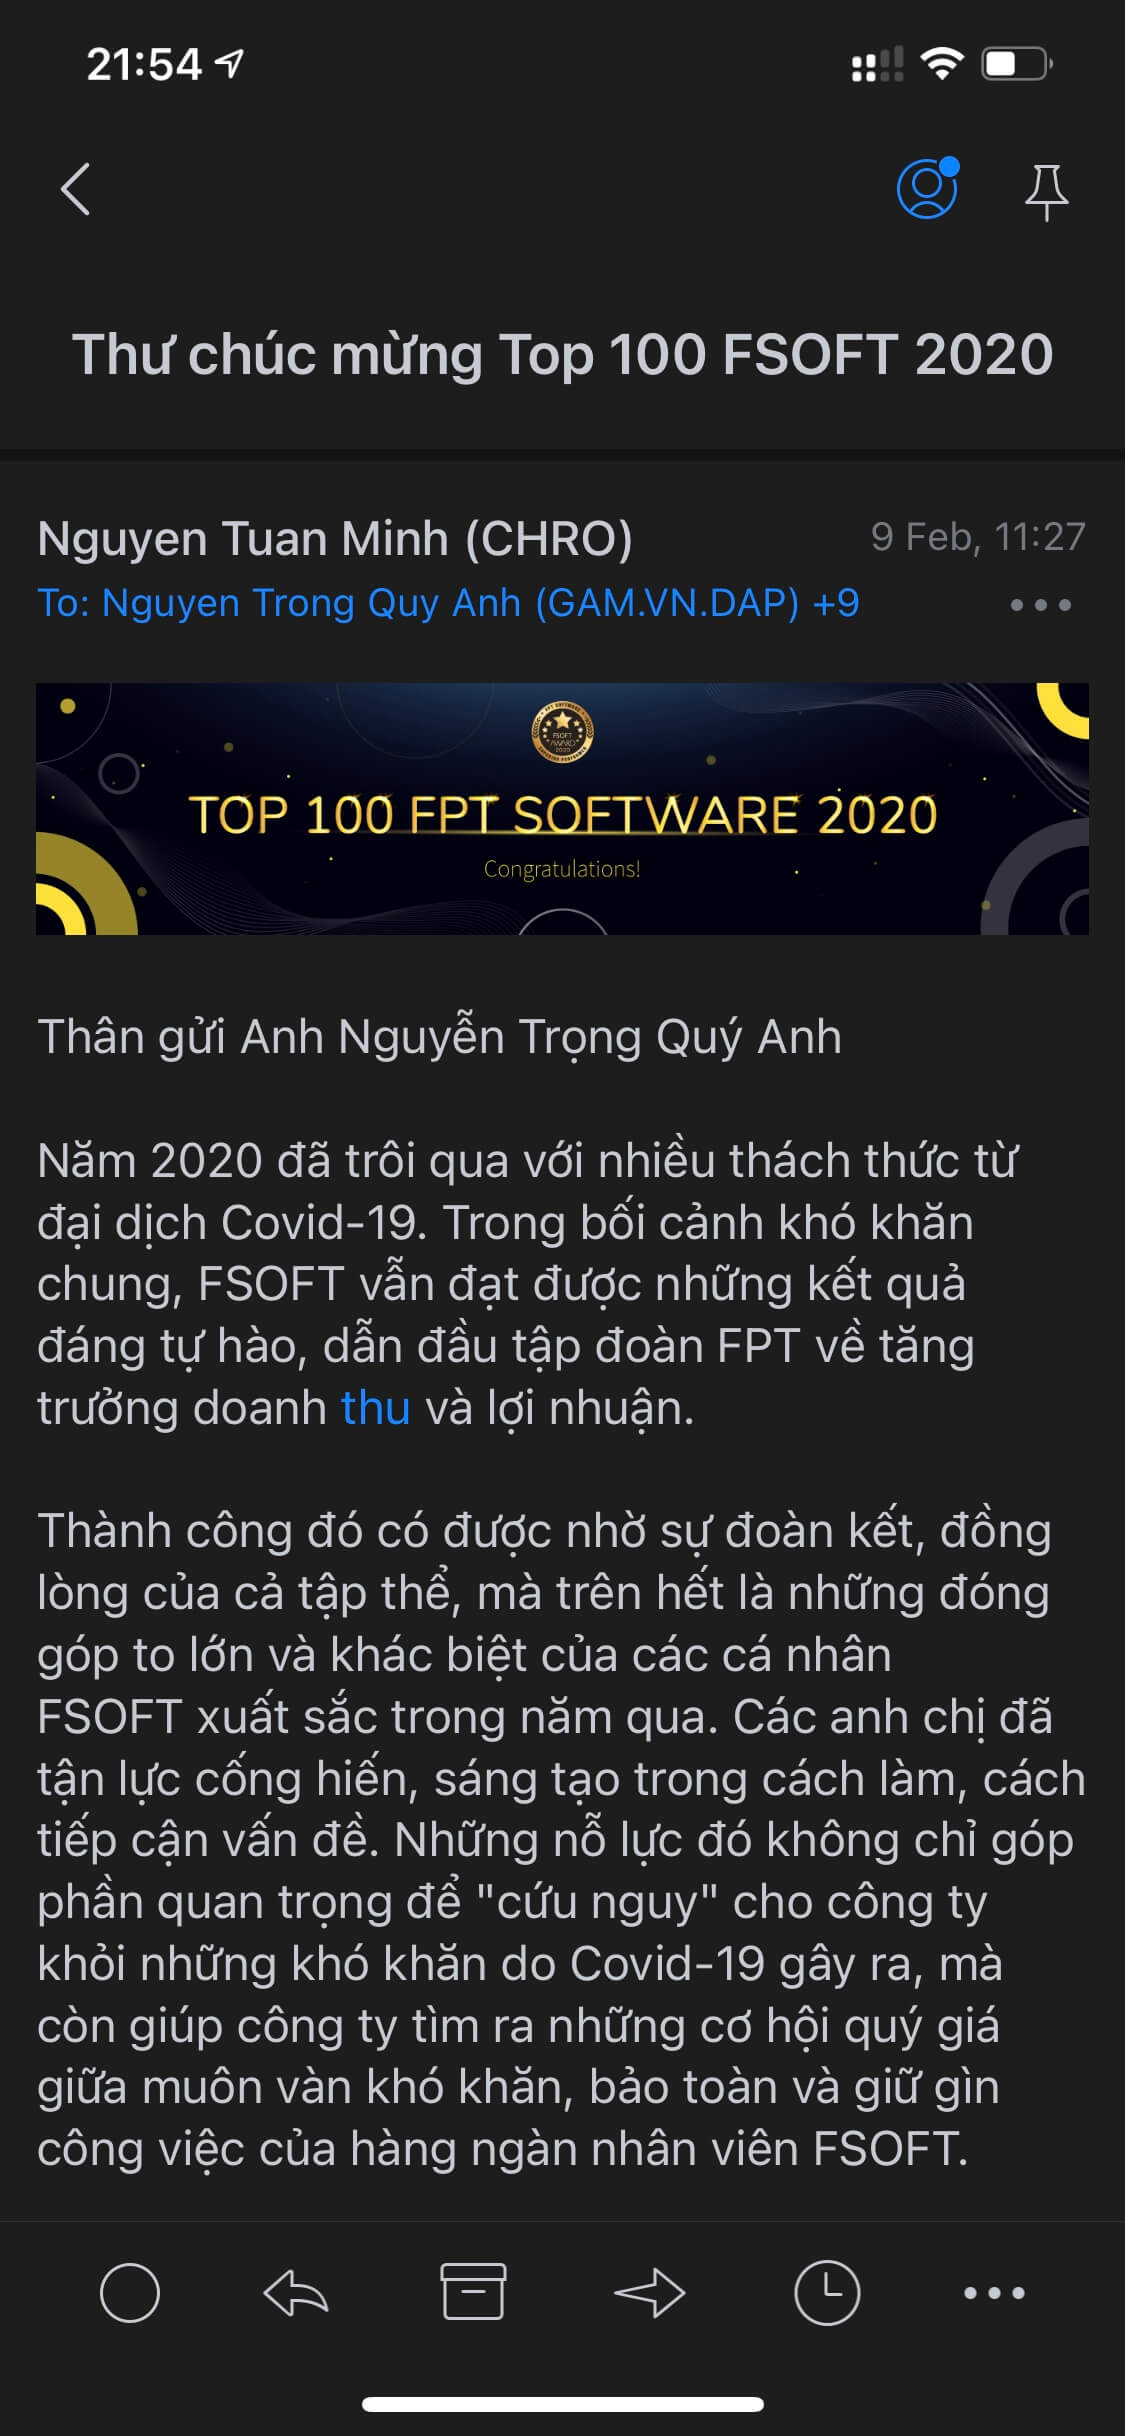 21:54
Thư chúc mừng Top 100 FSOFT 2020
Nguyen Tuan Minh (CHRO)
9 Feb, 11:27
To: Nguyen Trong Quy Anh (GAM.VN.DAP) +9
FSOFT
AWARD
2020
TOP 100 FPT SOFTWARE 2020
Congratulations!
Thân gửi Anh Nguyễn Trọng Quý Anh
Năm 2020 đã trôi qua với nhiều thách thức từ
đại dịch Covid-19. Trong bối cảnh khó khăn
chung, FSOFT vẫn đạt được những kết quả
đáng tự hào, dẫn đầu tập đoàn FPT về tăng
trưởng doanh thu và lợi nhuận.
Thành công đó có được nhờ sự đoàn kết, đồng
lòng của cả tập thể, mà trên hết là những đóng
góp to lớn và khác biệt của các cá nhân
FSOFT xuất sắc trong năm qua. Các anh chị đã
tận lực cống hiến, sáng tạo trong cách làm, cách
tiếp cận vấn đề. Những nỗ lực đó không chỉ góp
phần quan trọng để "cứu nguy" cho công ty
khỏi những khó khăn do Covid-19 gây ra, mà
còn giúp công ty tìm ra những cơ hội quý giá
giữa muôn vàn khó khăn, bảo toàn và giữ gìn
công việc của hàng ngàn nhân viên FSOFT.